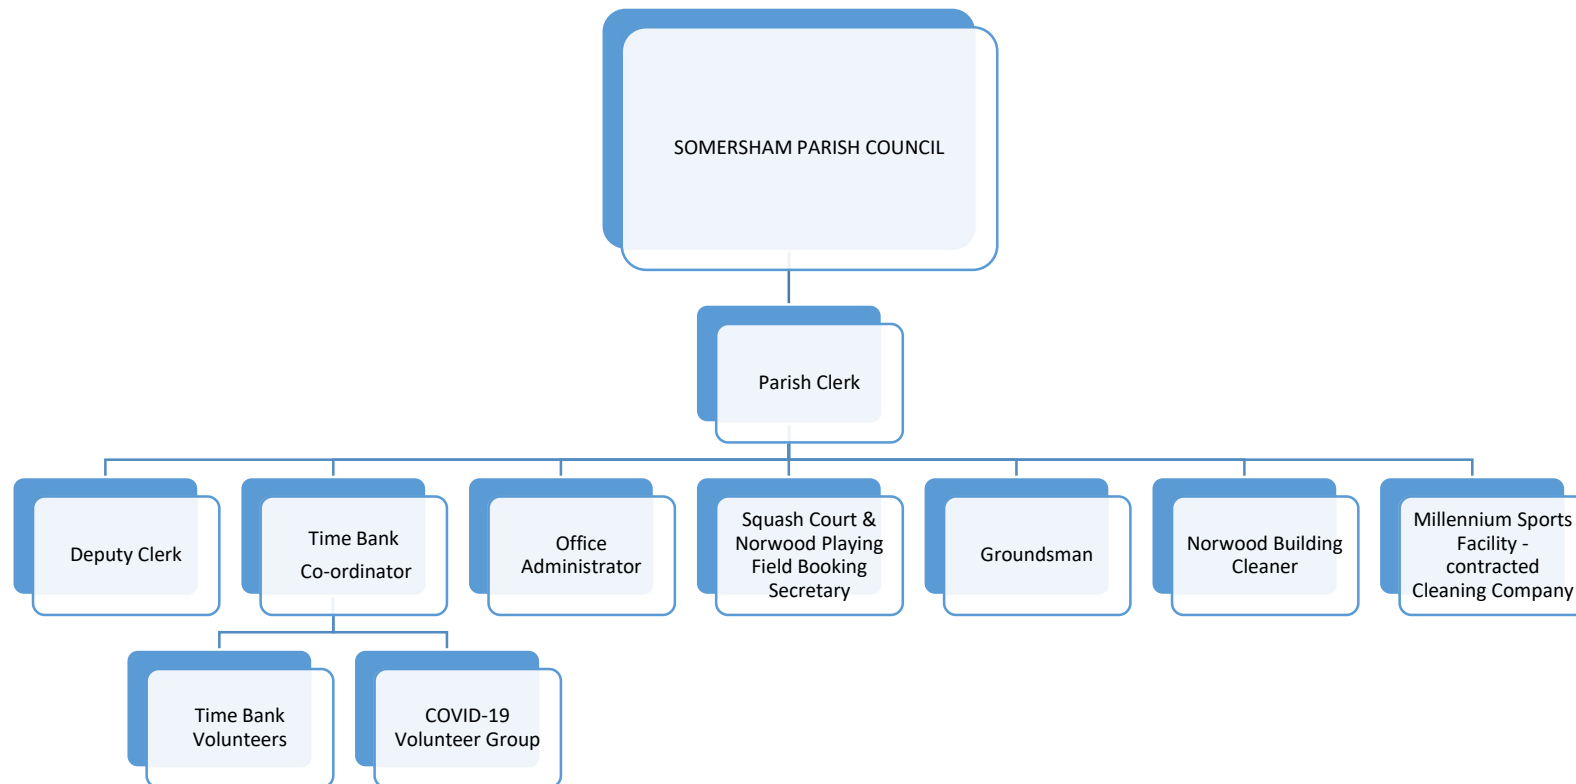 SOMERSHAM PARISH COUNCIL
Parish Clerk
Deputy Clerk
Time Bank
Co-ordinator
Office
Administrator
Squash Court &
Norwood Playing
Field Booking
Secretary
Groundsman
Norwood Building
Cleaner
Millennium Sports
Facility -
contracted
Cleaning Company
Time Bank
Volunteers
COVID-19
Volunteer Group